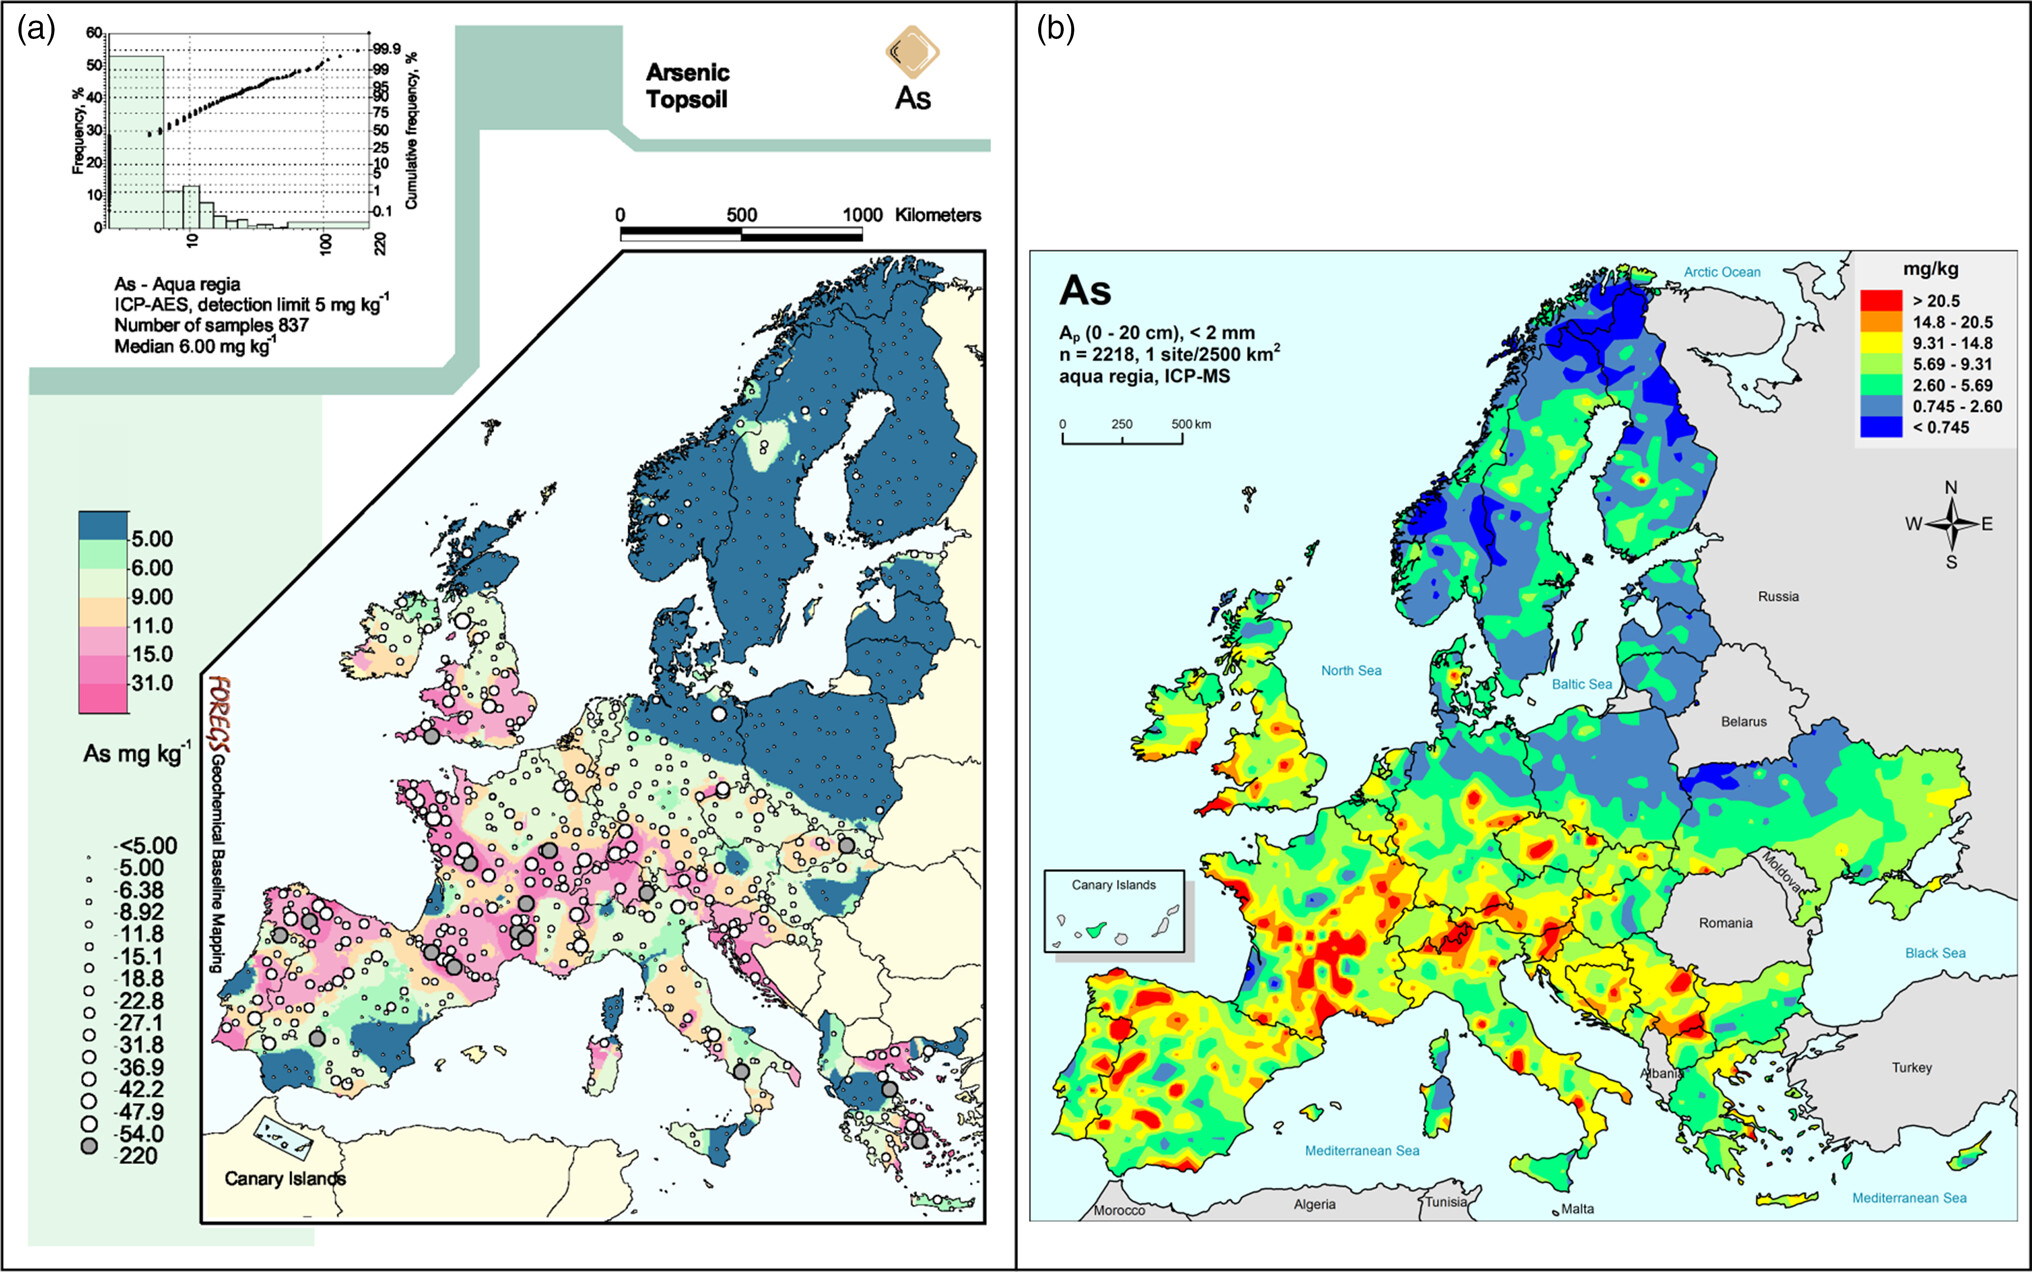 (a)
60
50
40
30
20
10
0
Frequency, %
99.9
99
95
90
75
50
25
10
5
1
0.1
Cumulative frequency, %
10
100
220
Arsenic
Topsoil
As
As - Aqua regia
ICP-AES, detection limit 5 mg kg-1
Number of samples 837
Median 6.00 mg kg-1
0 500 1000 Kilometers
5.00
6.00
9.00
11.0
15.0
31.0
As mg kg-1
FOREGS Geochemical Baseline Mapping
<5.00
5.00
6.38
8.92
11.8
15.1
18.8
22.8
27.1
31.8
36.9
42.2
47.9
54.0
220
Canary Islands
(b)
As
Ap (0 - 20 cm), < 2 mm
n = 2218, 1 site/2500 km2
aqua regia, ICP-MS
0 250 500 km
mg/kg
> 20.5
14.8 - 20.5
9.31 - 14.8
5.69 - 9.31
2.60 - 5.69
0.745 - 2.60
< 0.745
Arctic Ocean
N
W E
S
Russia
North Sea
Baltic Sea
Belarus
Moldova
Canary Islands
Romania
Black Sea
Albania
Turkey
Mediterranean Sea
Mediterranean Sea
Morocco
Algeria
Tunisia
Malta